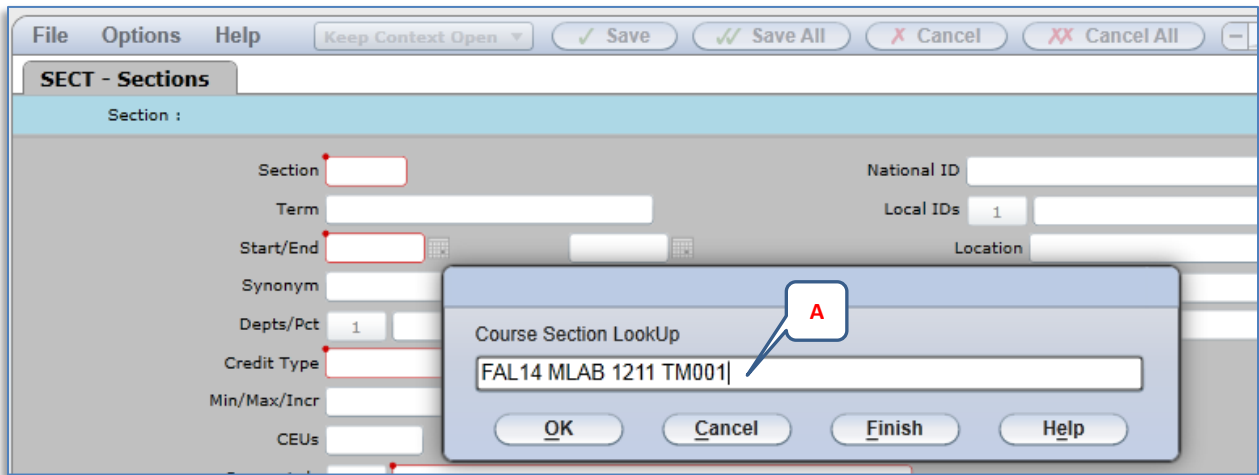 File Options Help Keep Context Open Save Save All Cancel Cancel All
SECT - Sections
Section :
Section National ID
Term Local IDs 1
Start/End Location
Synonym
Depts/Pct 1
A
Course Section LookUp
Credit Type
FAL14 MLAB 1211 TM001
Min/Max/Incr
OK Cancel Finish Help
CEUs